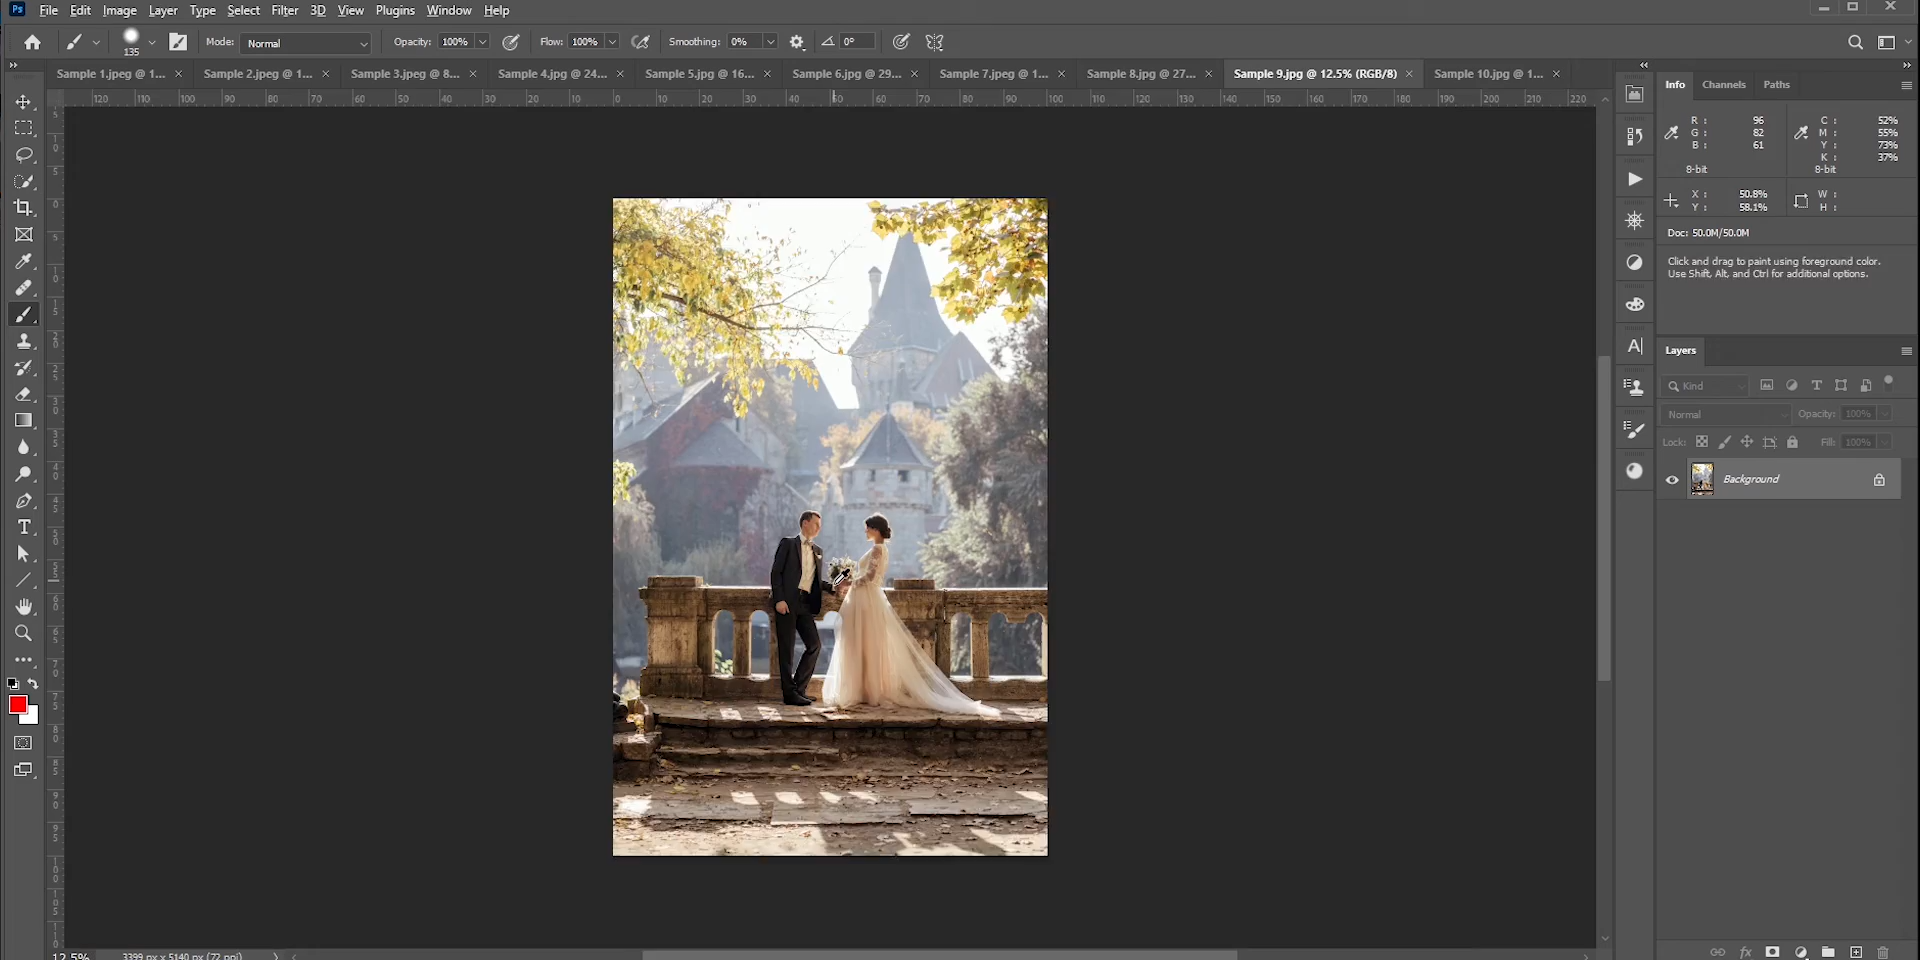 Ps File Edit Image Layer Type Select Filter 3D View Plugins Window Help
135 Mode: Normal Opacity: 100% Flow: 100% Smoothing: 0% 0°
Sample 1.jpeg @ 1... Sample 2.jpeg @ 1... Sample 3.jpeg @ 8... Sample 4.jpg @ 24... Sample 5.jpg @ 16... Sample 6.jpg @ 29... Sample 7.jpeg @ 1... Sample 8.jpg @ 27... Sample 9.jpg @ 12.5% (RGB/8) Sample 10.jpg @ 1...
120 110 100 90 80 70 60 50 40 30 20 10 0 10 20 30 40 50 60 70 80 90 100 110 120 130 140 150 160 170 180 190 200 210 220
Info Channels Paths
R: 96 C: 52%
G: 82 M: 55%
B: 61 Y: 73%
K: 37%
8-bit 8-bit
X: 50.8% W:
Y: 58.1% H:
Doc: 50.0M/50.0M
Click and drag to paint using foreground color.
Use Shift, Alt, and Ctrl for additional options.
Layers
Kind
Normal Opacity: 100%
Lock: Fill: 100%
Background
12.5% 3399 px x 5140 px (72 ppi)